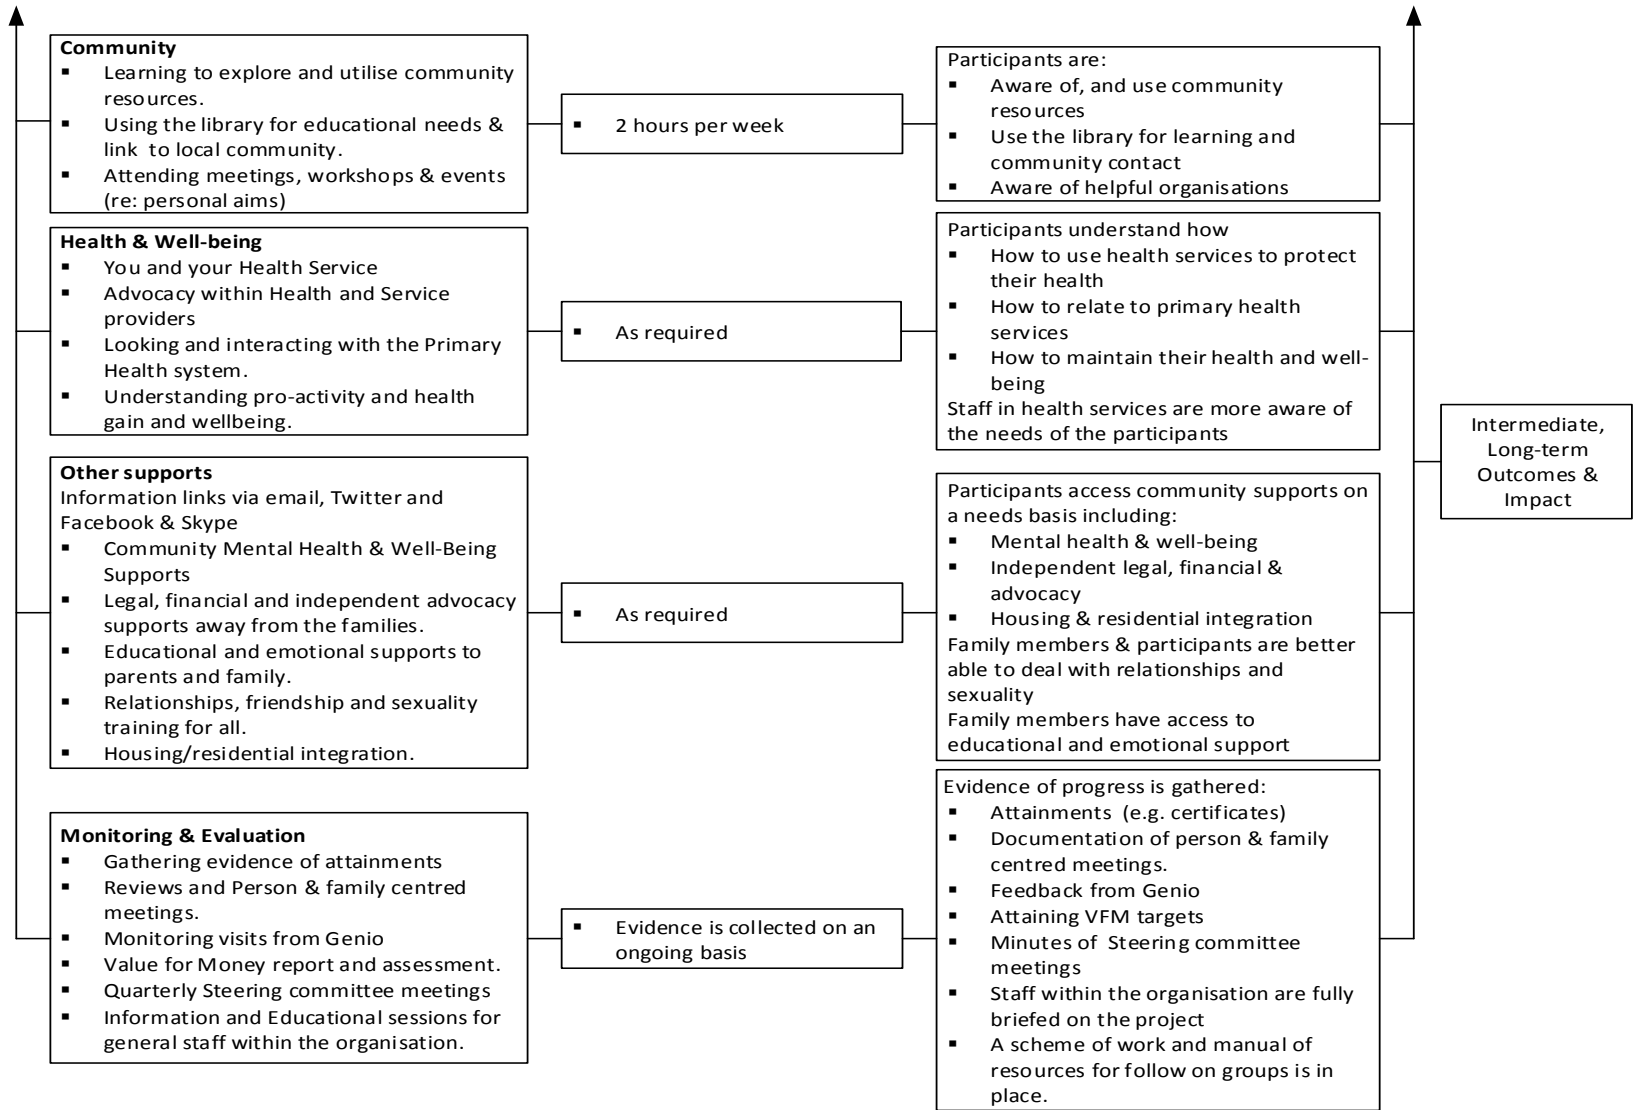 Community
▪ Learning to explore and utilise community
resources.
▪ Using the library for educational needs &
link to local community.
▪ Attending meetings, workshops & events
(re: personal aims)
▪ 2 hours per week
Participants are:
▪ Aware of, and use community
resources
▪ Use the library for learning and
community contact
▪ Aware of helpful organisations
Health & Well-being
▪ You and your Health Service
▪ Advocacy within Health and Service
providers
▪ Looking and interacting with the Primary
Health system.
▪ Understanding pro-activity and health
gain and wellbeing.
▪ As required
Participants understand how
▪ How to use health services to protect
their health
▪ How to relate to primary health
services
▪ How to maintain their health and well-
being
Staff in health services are more aware of
the needs of the participants
Other supports
Information links via email, Twitter and
Facebook & Skype
▪ Community Mental Health & Well-Being
Supports
▪ Legal, financial and independent advocacy
supports away from the families.
▪ Educational and emotional supports to
parents and family.
▪ Relationships, friendship and sexuality
training for all.
▪ Housing/residential integration.
▪ As required
Participants access community supports on
a needs basis including:
▪ Mental health & well-being
▪ Independent legal, financial &
advocacy
▪ Housing & residential integration
Family members & participants are better
able to deal with relationships and
sexuality
Family members have access to
educational and emotional support
Monitoring & Evaluation
▪ Gathering evidence of attainments
▪ Reviews and Person & family centred
meetings.
▪ Monitoring visits from Genio
▪ Value for Money report and assessment.
▪ Quarterly Steering committee meetings
▪ Information and Educational sessions for
general staff within the organisation.
▪ Evidence is collected on an
ongoing basis
Evidence of progress is gathered:
▪ Attainments (e.g. certificates)
▪ Documentation of person & family
centred meetings.
▪ Feedback from Genio
▪ Attaining VFM targets
▪ Minutes of Steering committee
meetings
▪ Staff within the organisation are fully
briefed on the project
▪ A scheme of work and manual of
resources for follow on groups is in
place.
Intermediate,
Long-term
Outcomes &
Impact